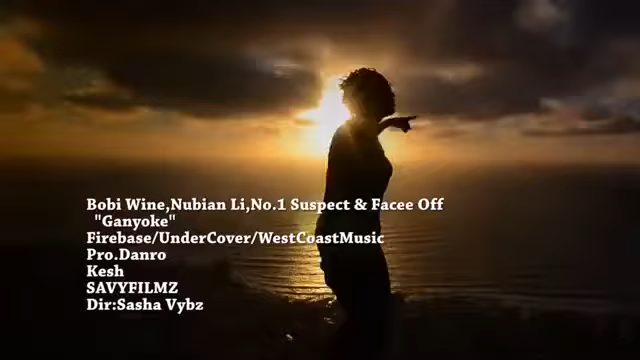 Bobi Wine,Nubian Li,No.1 Suspect & Facee Off
"Ganyoke"
Firebase/UnderCover/WestCoastMusic
Pro.Danro
Kesh
SAVYFILMZ
Dir:Sasha Vybz